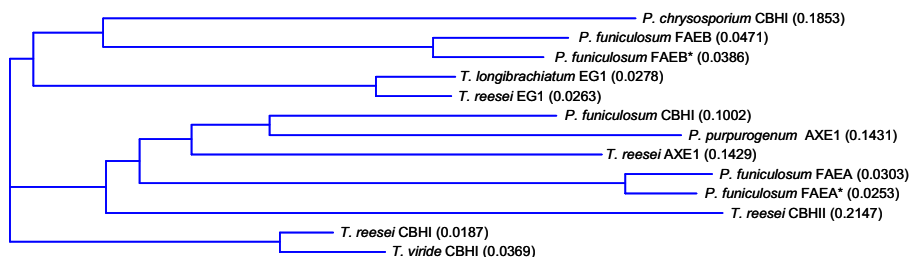 P. chrysosporium CBHI (0.1853)
P. funiculosum FAEB (0.0471)
P. funiculosum FAEB* (0.0386)
T. longibrachiatum EG1 (0.0278)
T. reesei EG1 (0.0263)
P. funiculosum CBHI (0.1002)
P. purpurogenum AXE1 (0.1431)
T. reesei AXE1 (0.1429)
P. funiculosum FAEA (0.0303)
P. funiculosum FAEA* (0.0253)
T. reesei CBHII (0.2147)
T. reesei CBHI (0.0187)
T. viride CBHI (0.0369)